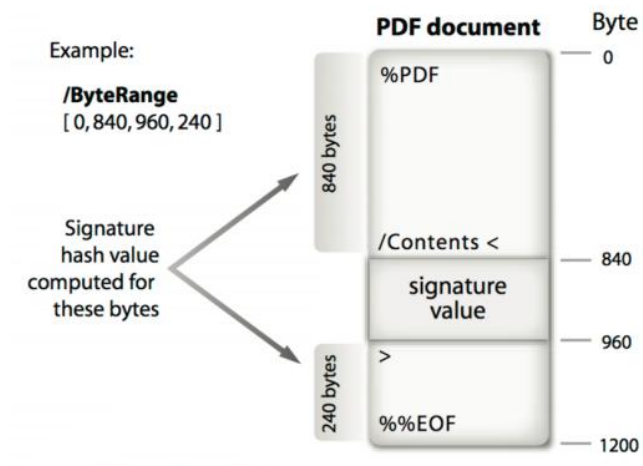 Example:
/ByteRange
[ 0, 840, 960, 240 ]
Signature
hash value
computed for
these bytes
840 bytes
240 bytes
PDF document
Byte
%PDF
/Contents <
signature
value
>
%%EOF
0
840
960
1200